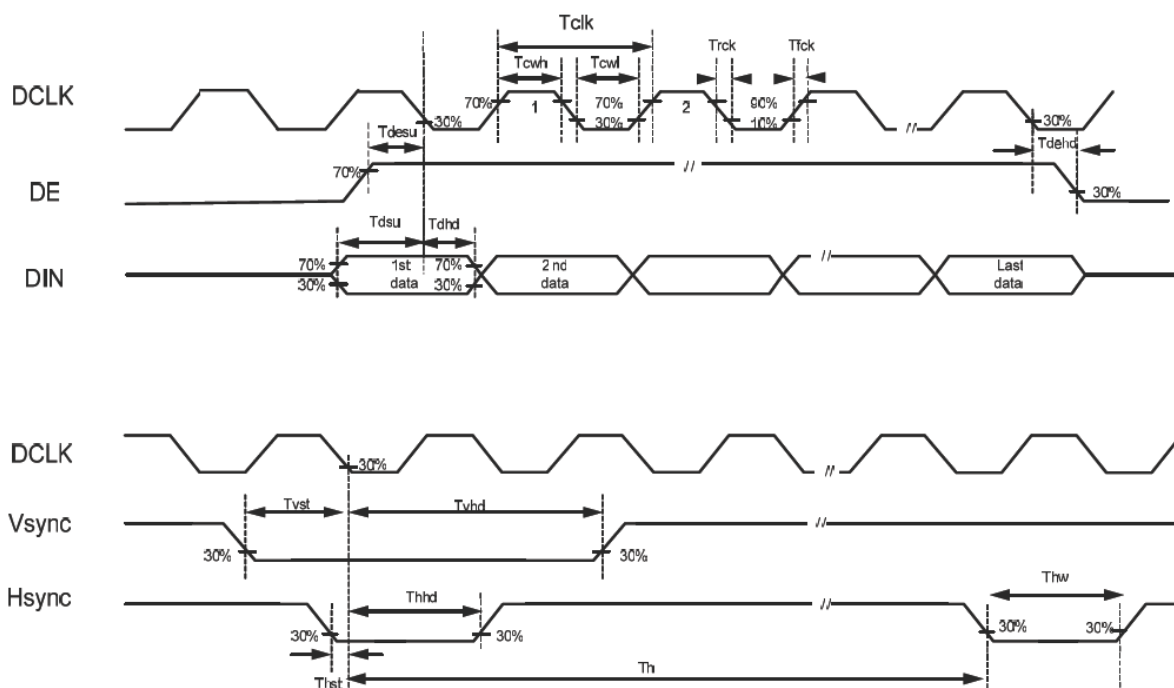 Tclk
Tcwh Tcwl Trck Tfck
DCLK 70% 1 70% 2 90%
30% 30% 10% 30%
Tdesu Tdehd
DE 70% 30%
Tdsu Tdhd
DIN 70% 1st 70% 2 nd Last
30% data 30% data data
DCLK 30%
Tvst Tvhd
Vsync
30% 30%
Hsync Thhd Thw
30% 30% 30% 30%
Thst Th